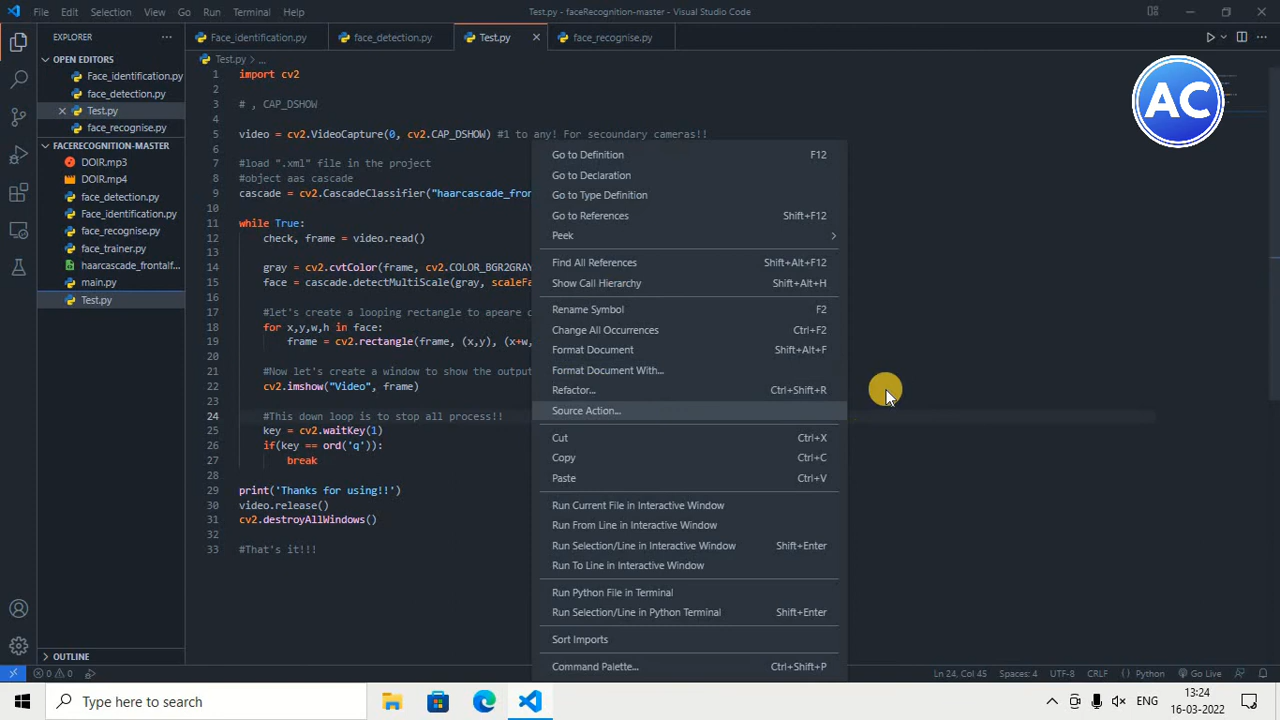 File Edit Selection View Go Run Terminal Help
Test.py - faceRecognition-master - Visual Studio Code
EXPLORER
OPEN EDITORS
Face_identification.py
face_detection.py
Test.py
face_recognise.py
FACERECOGNITION-MASTER
DOIR.mp3
DOIR.mp4
face_detection.py
Face_identification.py
face_recognise.py
face_trainer.py
haarcascade_frontalf...
main.py
Test.py
OUTLINE
Face_identification.py face_detection.py Test.py face_recognise.py
Test.py > ...
1 import cv2
2
3 # , CAP_DSHOW
4
5 video = cv2.VideoCapture(0, cv2.CAP_DSHOW) #1 to any! For secoundary cameras!!
6
7 #load ".xml" file in the project
8 #object aas cascade
9 cascade = cv2.CascadeClassifier("haarcascade_fron
10
11 while True:
12 check, frame = video.read()
13
14 gray = cv2.cvtColor(frame, cv2.COLOR_BGR2GRAY
15 face = cascade.detectMultiScale(gray, scaleFa
16
17 #let's create a looping rectangle to apeare o
18 for x,y,w,h in face:
19 frame = cv2.rectangle(frame, (x,y), (x+w,
20
21 #Now let's create a window to show the output
22 cv2.imshow("Video", frame)
23
24 #This down loop is to stop all process!!
25 key = cv2.waitKey(1)
26 if(key == ord('q')):
27 break
28
29 print('Thanks for using!!')
30 video.release()
31 cv2.destroyAllWindows()
32
33 #That's it!!!
Go to Definition F12
Go to Declaration
Go to Type Definition
Go to References Shift+F12
Peek
Find All References Shift+Alt+F12
Show Call Hierarchy Shift+Alt+H
Rename Symbol F2
Change All Occurrences Ctrl+F2
Format Document Shift+Alt+F
Format Document With...
Refactor... Ctrl+Shift+R
Source Action...
Cut Ctrl+X
Copy Ctrl+C
Paste Ctrl+V
Run Current File in Interactive Window
Run From Line in Interactive Window
Run Selection/Line in Interactive Window Shift+Enter
Run To Line in Interactive Window
Run Python File in Terminal
Run Selection/Line in Python Terminal Shift+Enter
Sort Imports
Command Palette... Ctrl+Shift+P
AC
0 0
Ln 24, Col 45 Spaces: 4 UTF-8 CRLF Python Go Live
Type here to search
ENG
13:24
16-03-2022